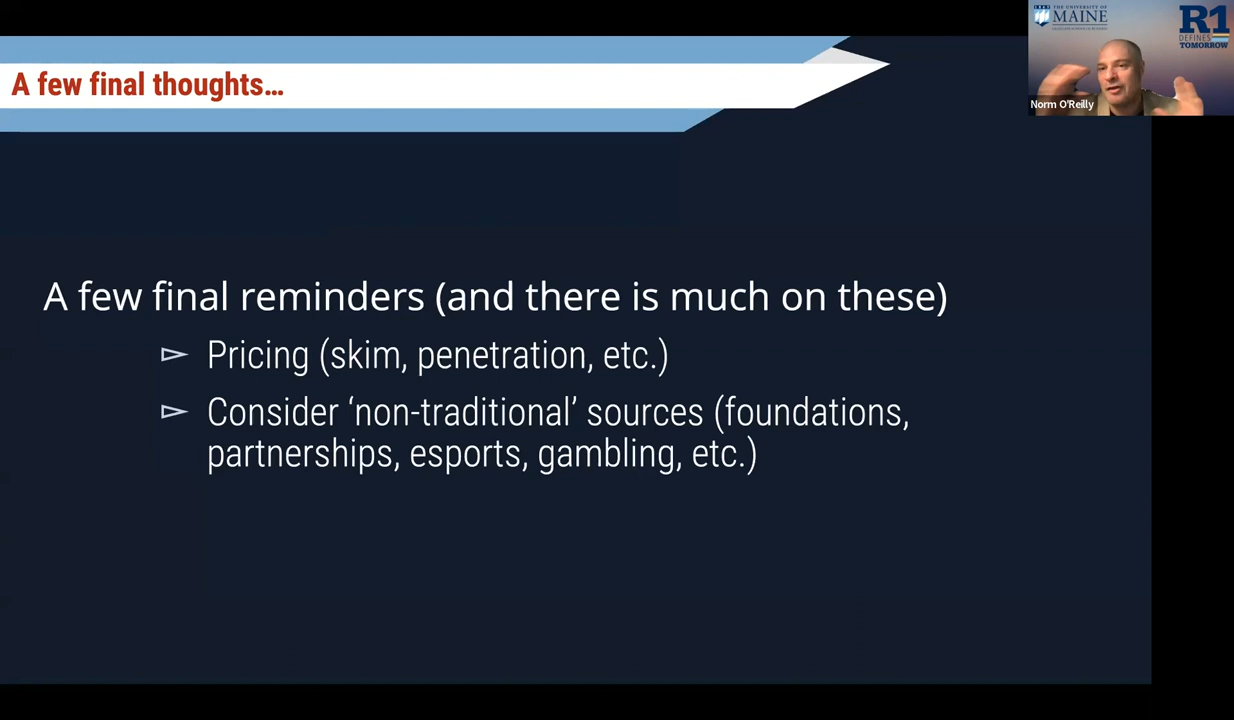 A few final thoughts...
1865 THE UNIVERSITY OF
MAINE
R1
DEFINES
TOMORROW
Norm O'Reilly
A few final reminders (and there is much on these)
Pricing (skim, penetration, etc.)
Consider ‘non-traditional’ sources (foundations,
partnerships, esports, gambling, etc.)